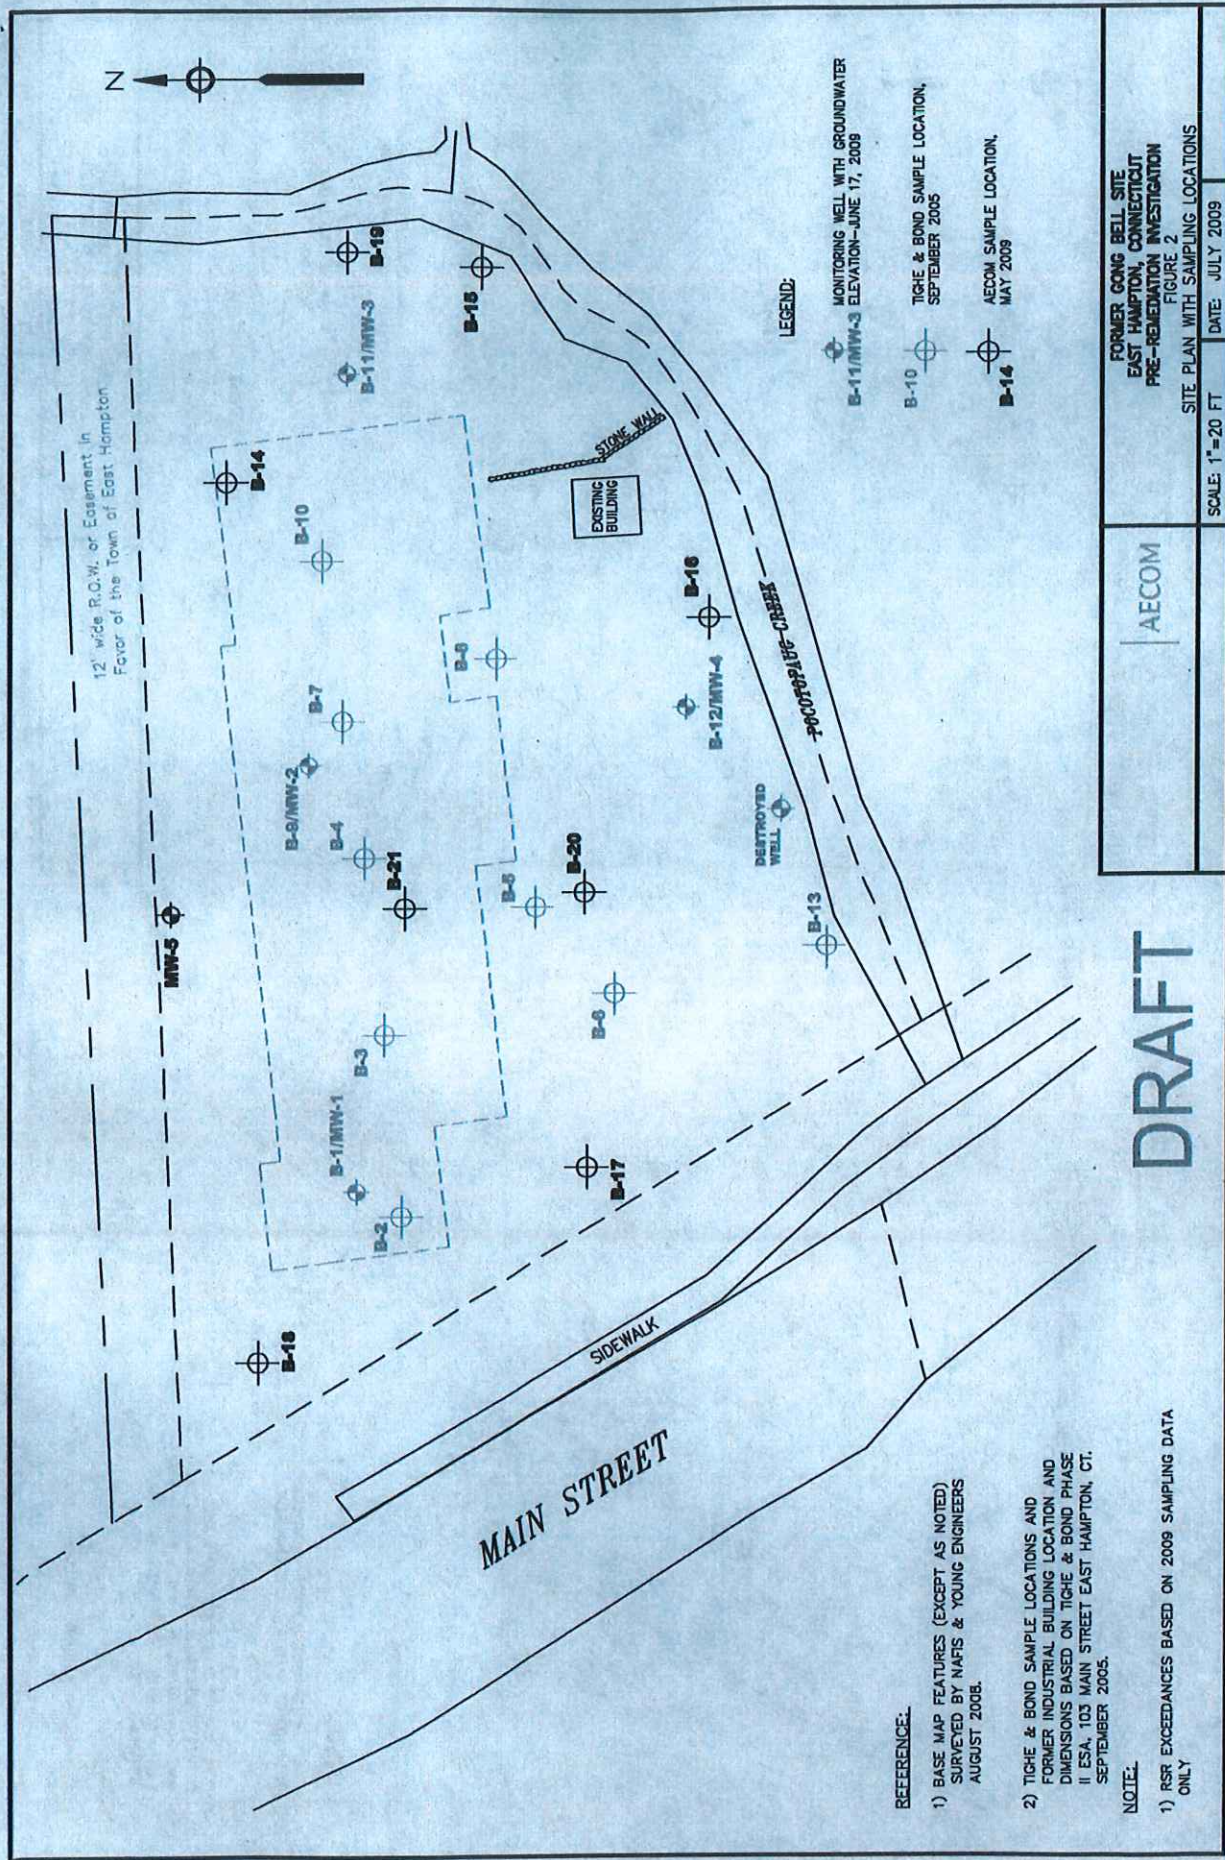 N
12' wide R.O.W. or Easement in
Favor of the Town of East Hampton
MW-5
B-18
B-14
B-19
B-11/MW-3
B-15
B-10
B-7
B-9/MW-2
B-4
B-21
B-8
B-3
B-1/MW-1
B-2
B-5
B-20
B-6
B-17
STONE WALL
EXISTING
BUILDING
B-16
B-12/MW-4
DESTROYED
WELL
B-13
POCOTOPAUG CREEK
SIDEWALK
MAIN STREET
LEGEND:
B-11/MW-3
MONITORING WELL WITH GROUNDWATER
ELEVATION-JUNE 17, 2009
B-10
TIGHE & BOND SAMPLE LOCATION,
SEPTEMBER 2005
B-14
AECOM SAMPLE LOCATION,
MAY 2009
REFERENCE:
1) BASE MAP FEATURES (EXCEPT AS NOTED)
SURVEYED BY NAFIS & YOUNG ENGINEERS
AUGUST 2008.
2) TIGHE & BOND SAMPLE LOCATIONS AND
FORMER INDUSTRIAL BUILDING LOCATION AND
DIMENSIONS BASED ON TIGHE & BOND PHASE
II ESA, 103 MAIN STREET EAST HAMPTON, CT.
SEPTEMBER 2005.
NOTE:
1) RSR EXCEEDANCES BASED ON 2009 SAMPLING DATA
ONLY
DRAFT
AECOM
FORMER GONG BELL SITE
EAST HAMPTON, CONNECTICUT
PRE-REMEDIATION INVESTIGATION
FIGURE 2
SITE PLAN WITH SAMPLING LOCATIONS
SCALE: 1"=20 FT
DATE: JULY 2009